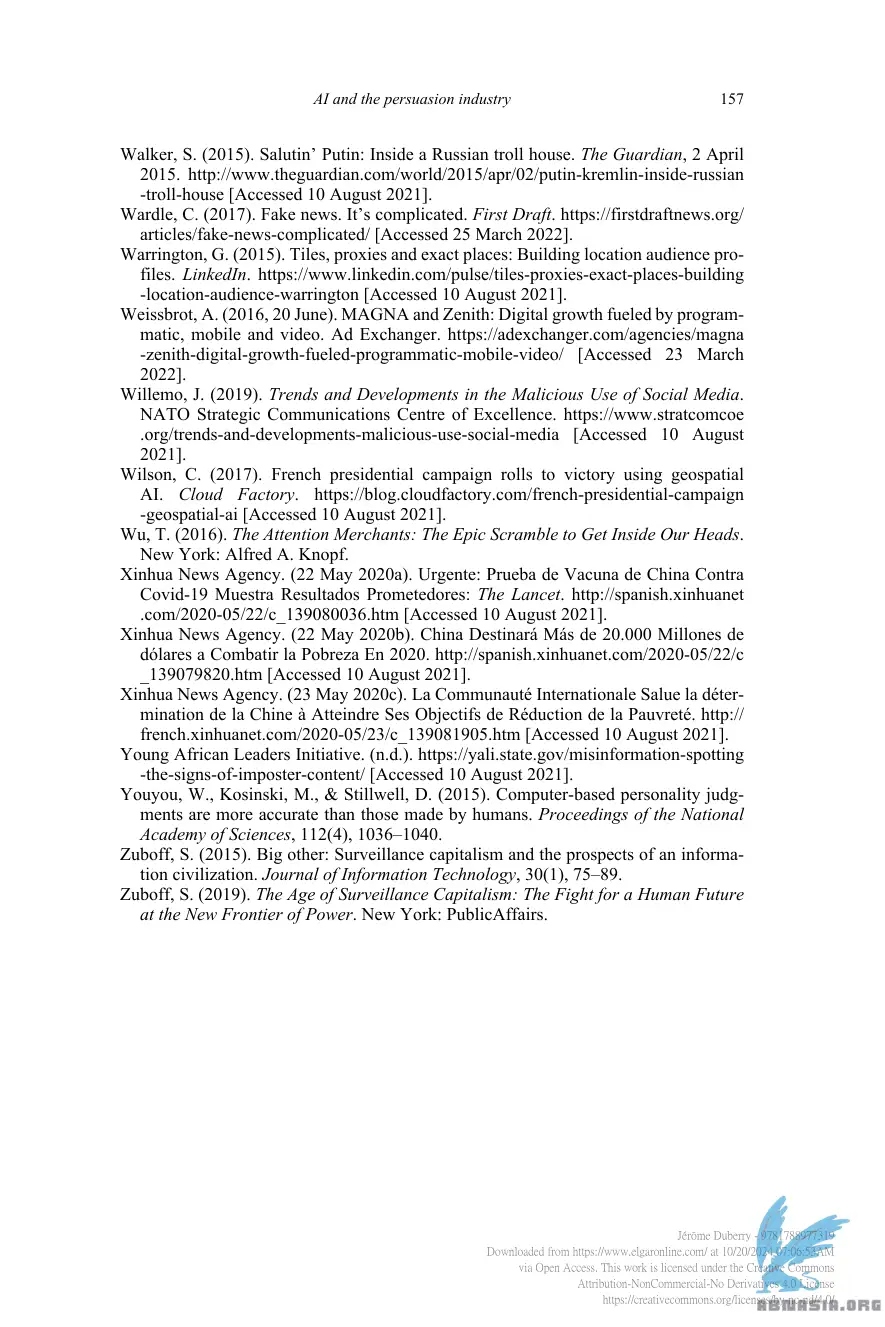 AI and the persuasion industry 157
Walker, S. (2015). Salutin’ Putin: Inside a Russian troll house. The Guardian, 2 April
2015. http://www.theguardian.com/world/2015/apr/02/putin-kremlin-inside-russian
-troll-house [Accessed 10 August 2021].
Wardle, C. (2017). Fake news. It’s complicated. First Draft. https://firstdraftnews.org/
articles/fake-news-complicated/ [Accessed 25 March 2022].
Warrington, G. (2015). Tiles, proxies and exact places: Building location audience pro-
files. LinkedIn. https://www.linkedin.com/pulse/tiles-proxies-exact-places-building
-location-audience-warrington [Accessed 10 August 2021].
Weissbrot, A. (2016, 20 June). MAGNA and Zenith: Digital growth fueled by program-
matic, mobile and video. Ad Exchanger. https://adexchanger.com/agencies/magna
-zenith-digital-growth-fueled-programmatic-mobile-video/ [Accessed 23 March
2022].
Willemo, J. (2019). Trends and Developments in the Malicious Use of Social Media.
NATO Strategic Communications Centre of Excellence. https://www.stratcomcoe
.org/trends-and-developments-malicious-use-social-media [Accessed 10 August
2021].
Wilson, C. (2017). French presidential campaign rolls to victory using geospatial
AI. Cloud Factory. https://blog.cloudfactory.com/french-presidential-campaign
-geospatial-ai [Accessed 10 August 2021].
Wu, T. (2016). The Attention Merchants: The Epic Scramble to Get Inside Our Heads.
New York: Alfred A. Knopf.
Xinhua News Agency. (22 May 2020a). Urgente: Prueba de Vacuna de China Contra
Covid-19 Muestra Resultados Prometedores: The Lancet. http://spanish.xinhuanet
.com/2020-05/22/c_139080036.htm [Accessed 10 August 2021].
Xinhua News Agency. (22 May 2020b). China Destinará Más de 20.000 Millones de
dólares a Combatir la Pobreza En 2020. http://spanish.xinhuanet.com/2020-05/22/c
_139079820.htm [Accessed 10 August 2021].
Xinhua News Agency. (23 May 2020c). La Communauté Internationale Salue la déter-
mination de la Chine à Atteindre Ses Objectifs de Réduction de la Pauvreté. http://
french.xinhuanet.com/2020-05/23/c_139081905.htm [Accessed 10 August 2021].
Young African Leaders Initiative. (n.d.). https://yali.state.gov/misinformation-spotting
-the-signs-of-imposter-content/ [Accessed 10 August 2021].
Youyou, W., Kosinski, M., & Stillwell, D. (2015). Computer-based personality judg-
ments are more accurate than those made by humans. Proceedings of the National
Academy of Sciences, 112(4), 1036–1040.
Zuboff, S. (2015). Big other: Surveillance capitalism and the prospects of an informa-
tion civilization. Journal of Information Technology, 30(1), 75–89.
Zuboff, S. (2019). The Age of Surveillance Capitalism: The Fight for a Human Future
at the New Frontier of Power. New York: PublicAffairs.
Jérôme Duberry - 9781788977319
Downloaded from https://www.elgaronline.com/ at 10/20/2024 07:06:53AM
via Open Access. This work is licensed under the Creative Commons
Attribution-NonCommercial-No Derivatives 4.0 License
https://creativecommons.org/licenses/by-nc-nd/4.0/
ABNASIA.ORG